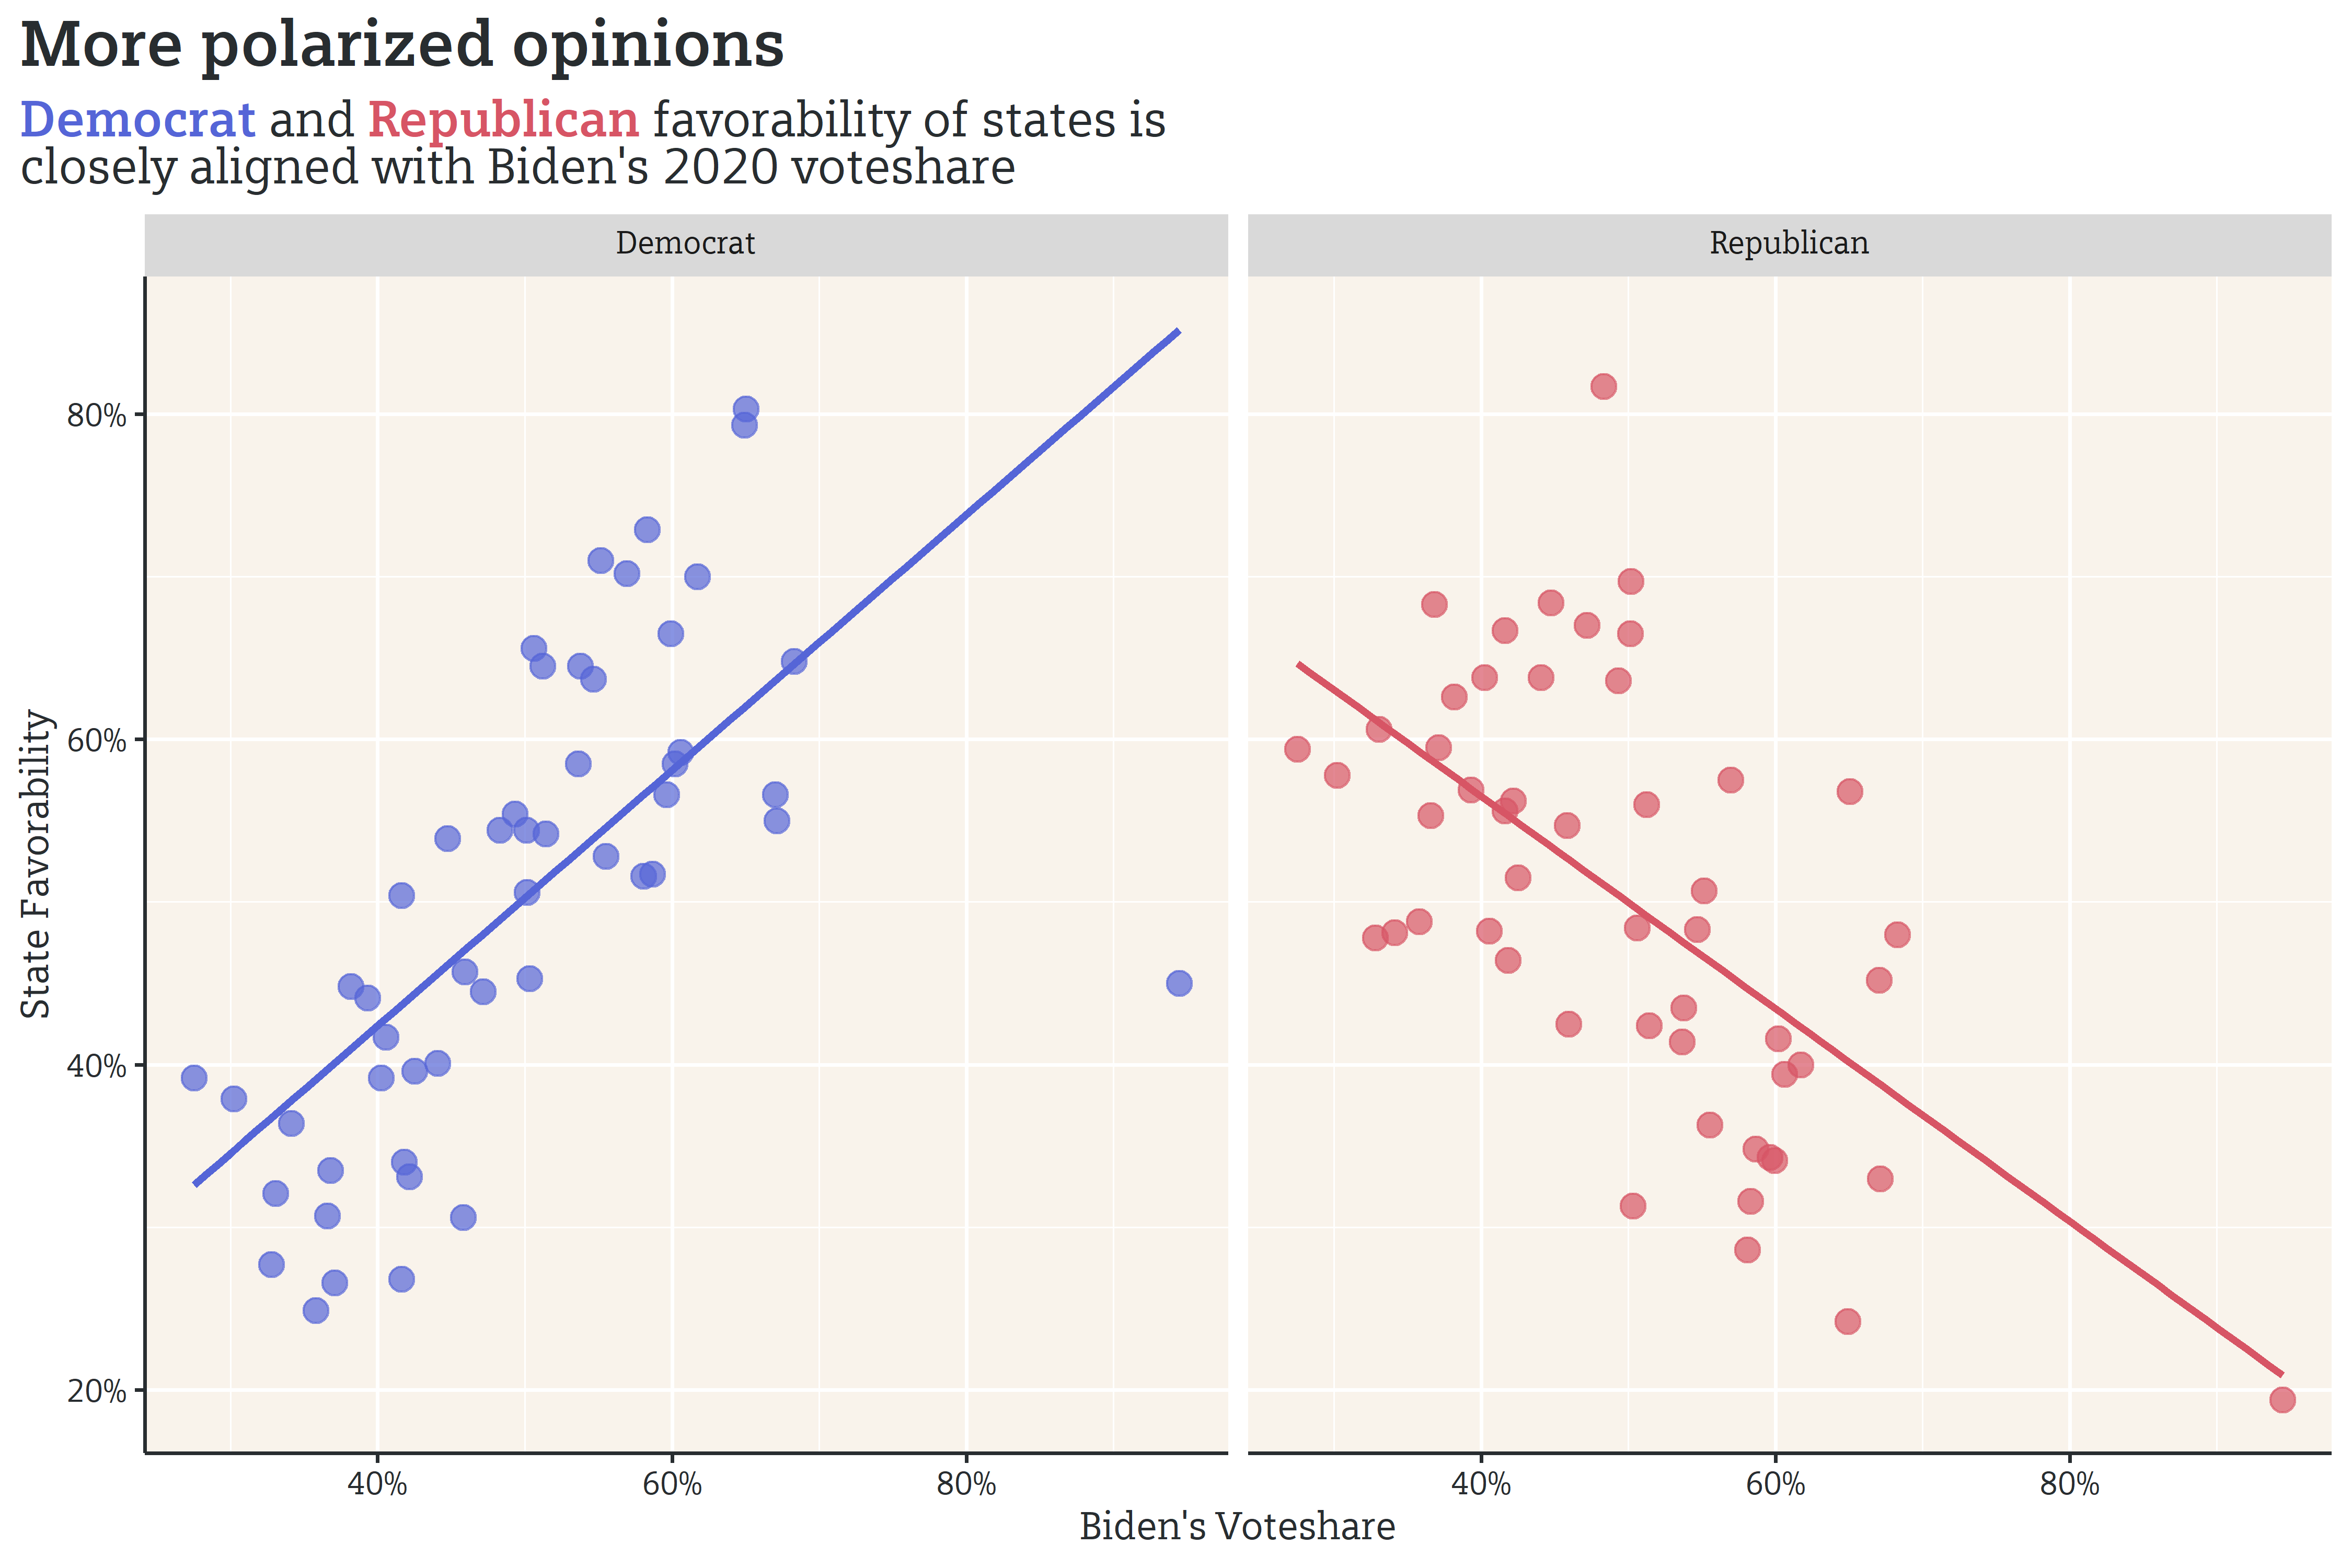 More polarized opinions
Democrat and Republican favorability of states is
closely aligned with Biden's 2020 voteshare
Democrat
Republican
State Favorability
80%
60%
40%
20%
40%
60%
80%
40%
60%
80%
Biden's Voteshare